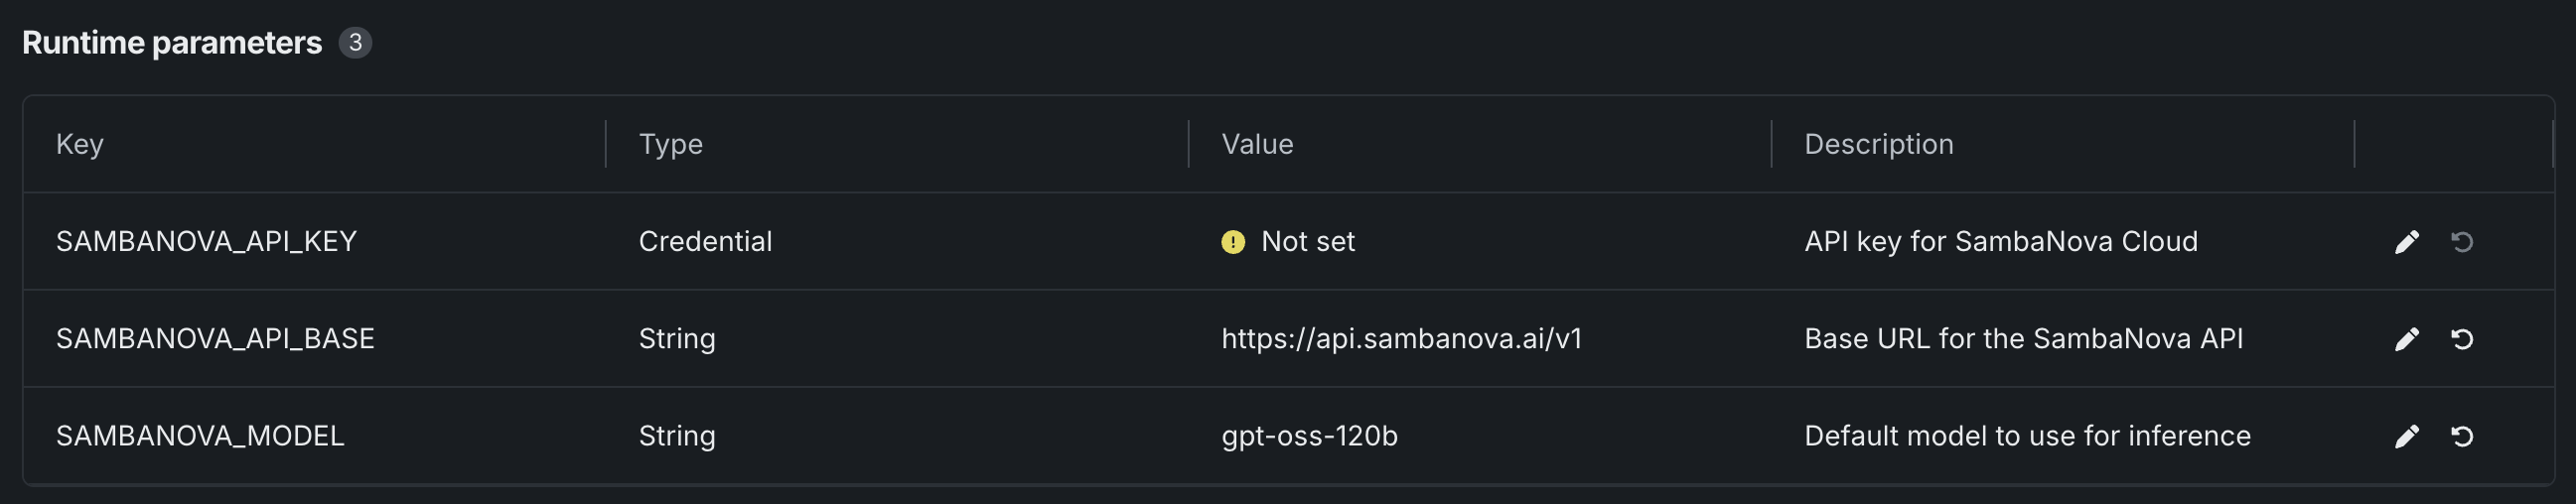 Runtime parameters 3
Key Type Value Description
SAMBANOVA_API_KEY Credential Not set API key for SambaNova Cloud
SAMBANOVA_API_BASE String https://api.sambanova.ai/v1 Base URL for the SambaNova API
SAMBANOVA_MODEL String gpt-oss-120b Default model to use for inference